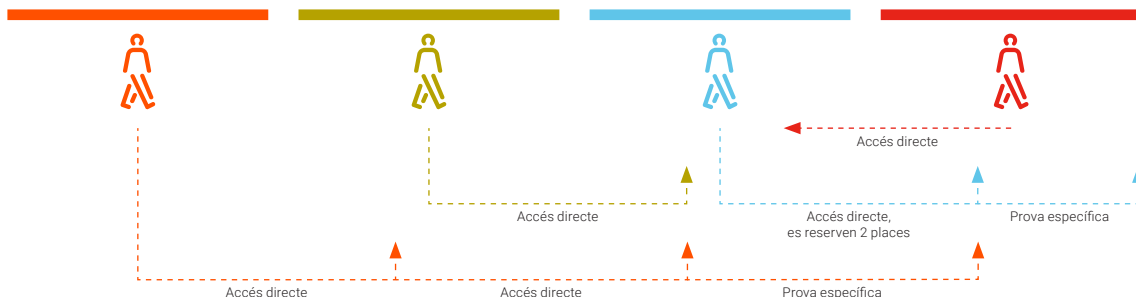 Accés directe
Accés directe
Accés directe,
es reserven 2 places
Prova específica
Accés directe
Accés directe
Prova específica